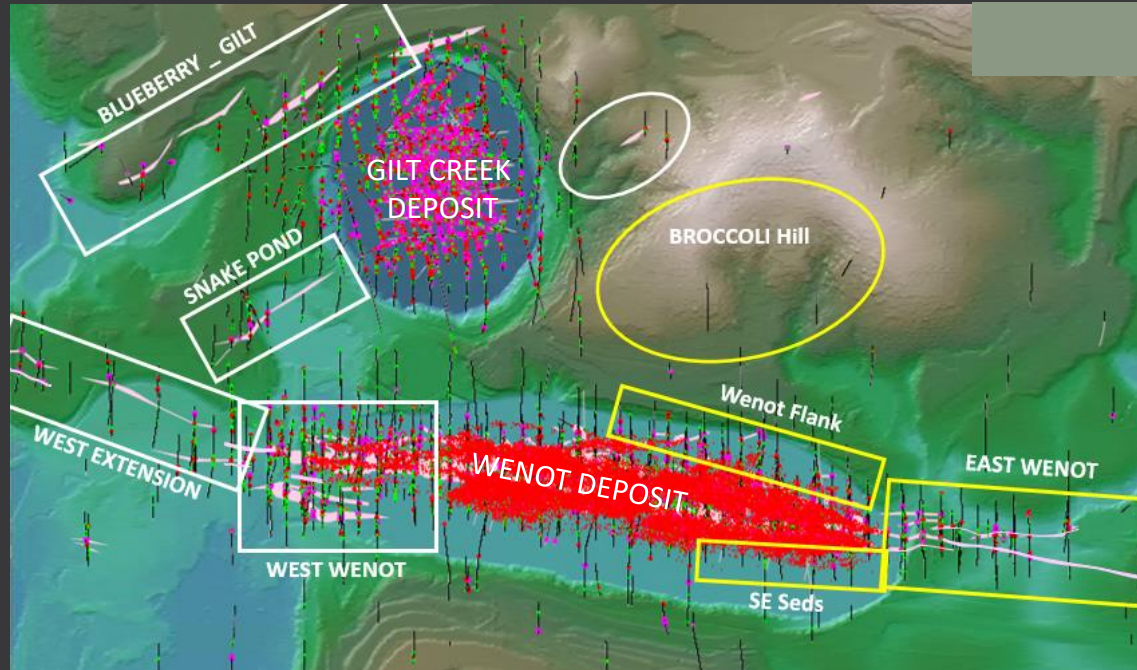 BLUEBERRY _ GILT
GILT CREEK
DEPOSIT
BROCCOLI Hill
SNAKE POND
Wenot Flank
WEST EXTENSION
WENOT DEPOSIT
EAST WENOT
WEST WENOT
SE Seds